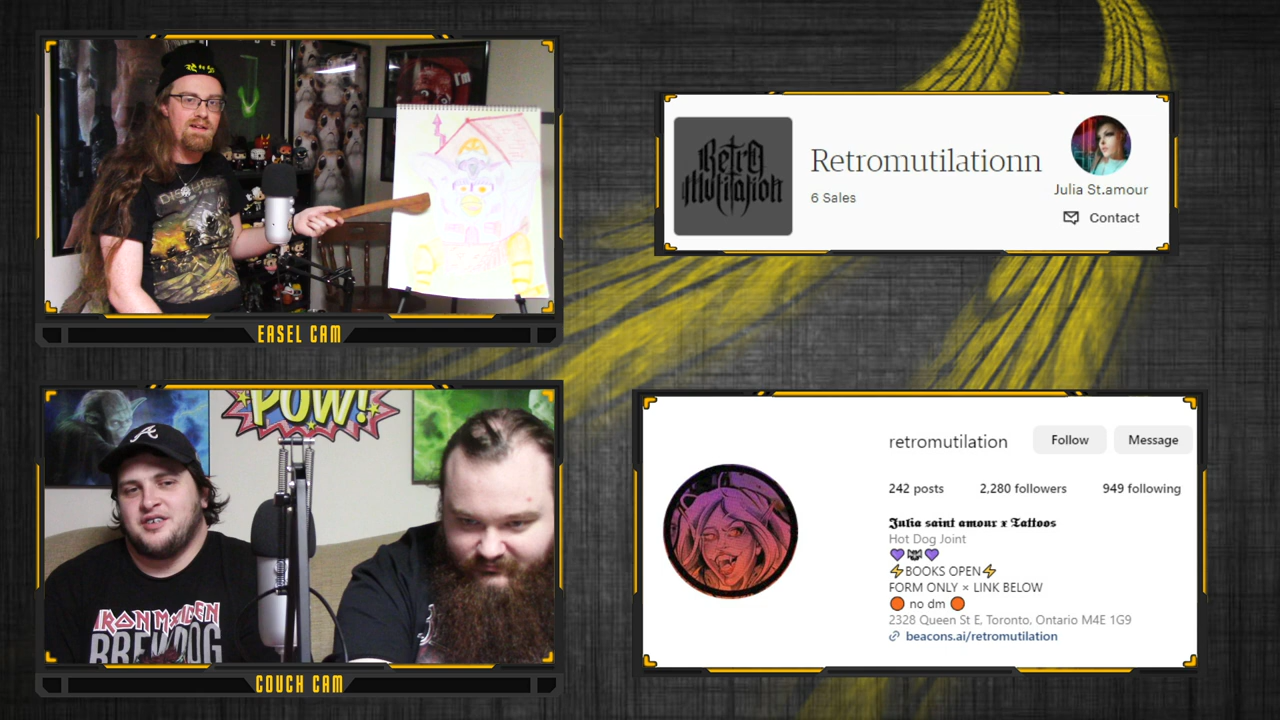 I'm
DISMEMBER
EASEL CAM
POW!
A
IRON MAIDEN
BREWDOG
COUCH CAM
Retro
Mutilation
Retromutilationn
6 Sales
Julia St.amour
Contact
retromutilation
Follow
Message
242 posts
2,280 followers
949 following
Julia saint amour x Tattoos
Hot Dog Joint
BOOKS OPEN
FORM ONLY × LINK BELOW
no dm
2328 Queen St E, Toronto, Ontario M4E 1G9
beacons.ai/retromutilation